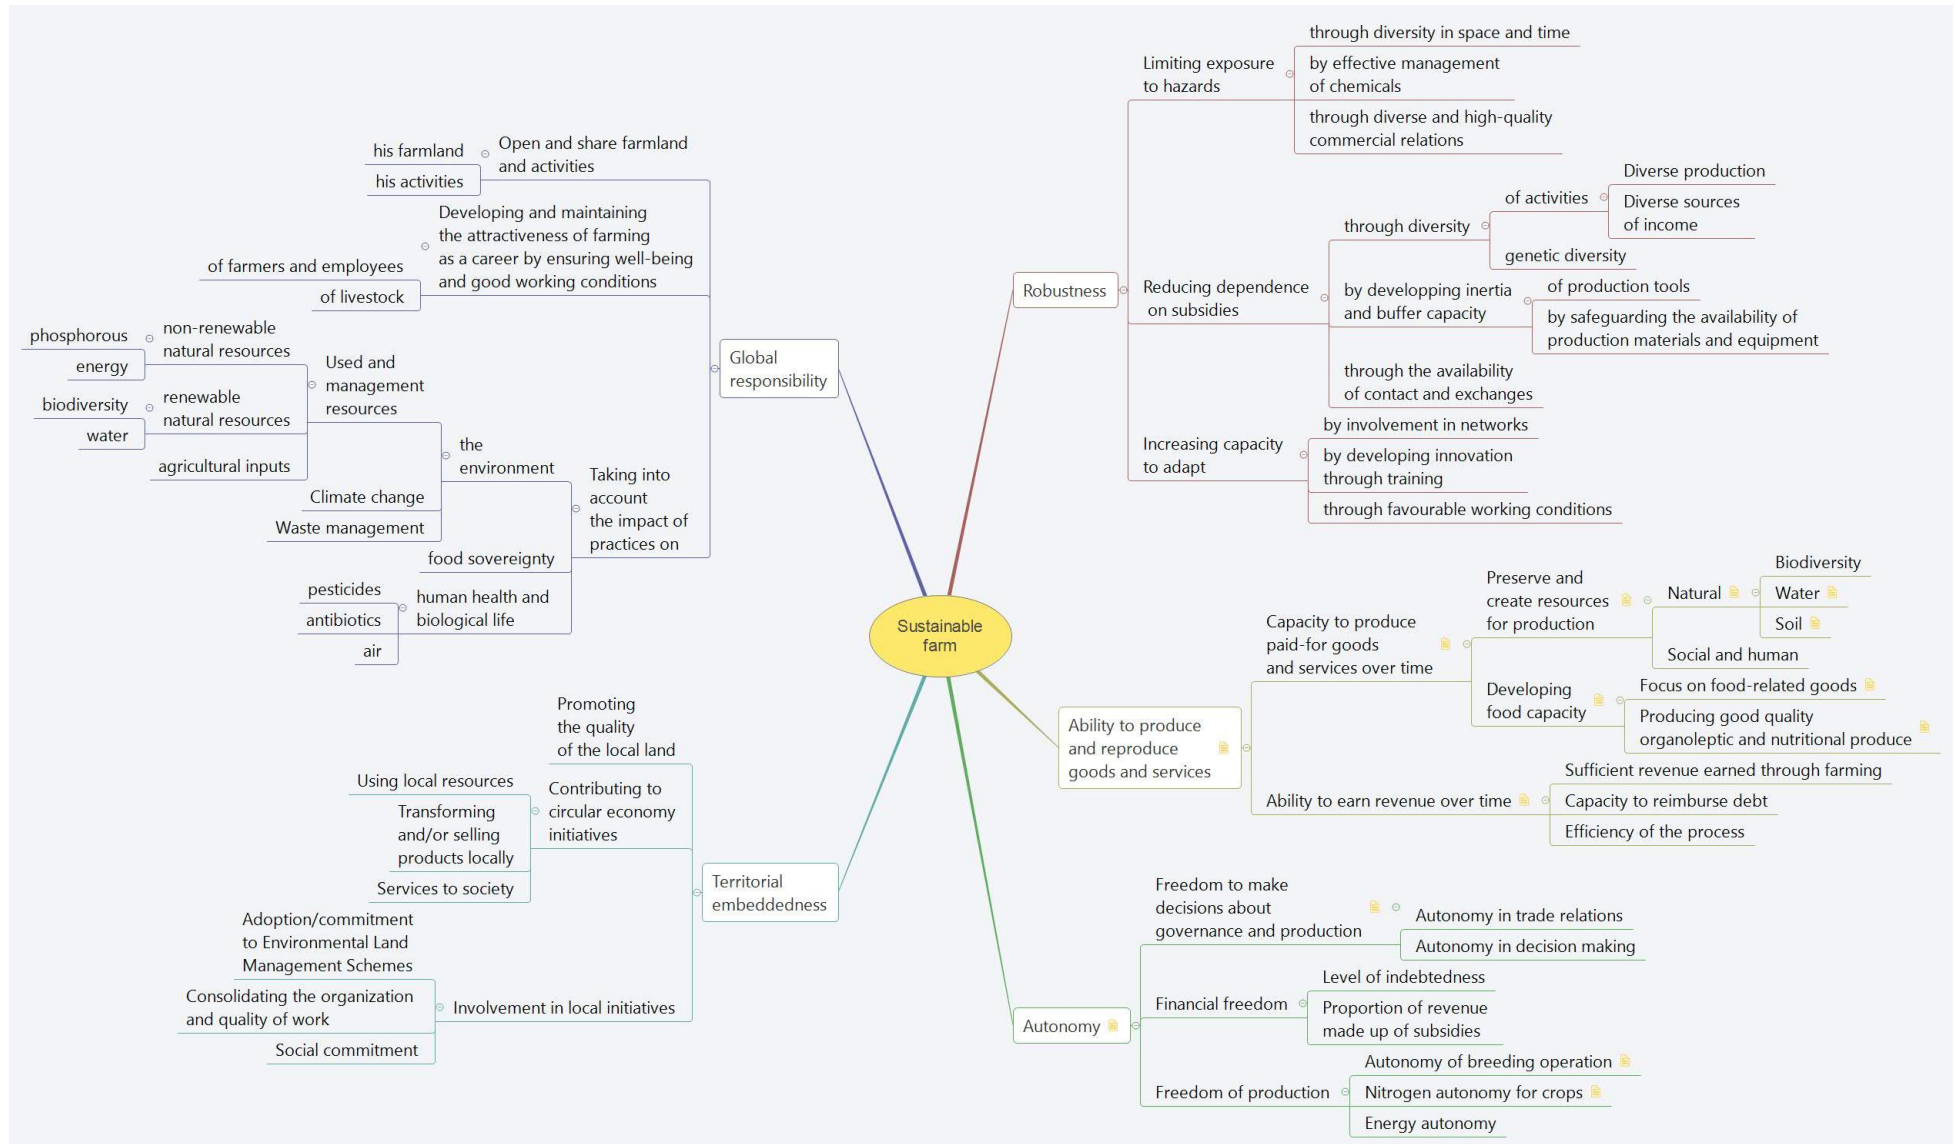 Sustainable
farm
Robustness
Limiting exposure
to hazards
through diversity in space and time
by effective management
of chemicals
through diverse and high-quality
commercial relations
Reducing dependence
on subsidies
through diversity
of activities
Diverse production
Diverse sources
of income
genetic diversity
by developping inertia
and buffer capacity
of production tools
by safeguarding the availability of
production materials and equipment
through the availability
of contact and exchanges
Increasing capacity
to adapt
by involvement in networks
by developing innovation
through training
through favourable working conditions
Ability to produce
and reproduce
goods and services
Capacity to produce
paid-for goods
and services over time
Preserve and
create resources
for production
Natural
Biodiversity
Water
Soil
Social and human
Developing
food capacity
Focus on food-related goods
Producing good quality
organoleptic and nutritional produce
Ability to earn revenue over time
Sufficient revenue earned through farming
Capacity to reimburse debt
Efficiency of the process
Autonomy
Freedom to make
decisions about
governance and production
Autonomy in trade relations
Autonomy in decision making
Financial freedom
Level of indebtedness
Proportion of revenue
made up of subsidies
Freedom of production
Autonomy of breeding operation
Nitrogen autonomy for crops
Energy autonomy
Global
responsibility
Open and share farmland
and activities
his farmland
his activities
Developing and maintaining
the attractiveness of farming
as a career by ensuring well-being
and good working conditions
of farmers and employees
of livestock
Taking into
account
the impact of
practices on
the
environment
Used and
management
resources
non-renewable
natural resources
phosphorous
energy
renewable
natural resources
biodiversity
water
agricultural inputs
Climate change
Waste management
food sovereignty
human health and
biological life
pesticides
antibiotics
air
Territorial
embeddedness
Promoting
the quality
of the local land
Contributing to
circular economy
initiatives
Using local resources
Transforming
and/or selling
products locally
Services to society
Involvement in local initiatives
Adoption/commitment
to Environmental Land
Management Schemes
Consolidating the organization
and quality of work
Social commitment